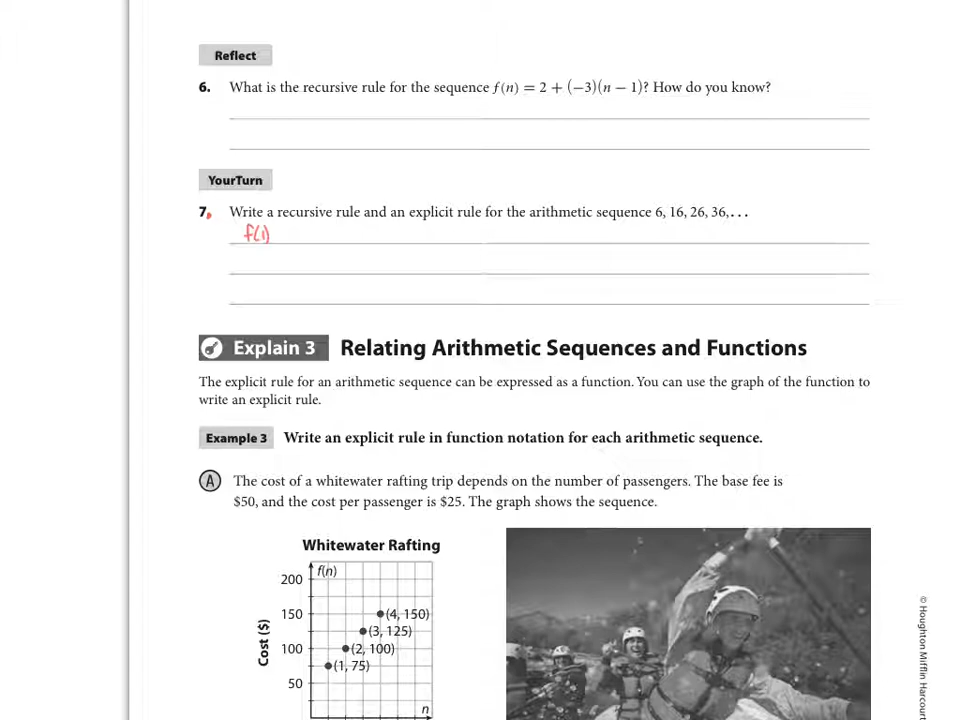 Reflect
6. What is the recursive rule for the sequence f(n) = 2 + (−3)(n − 1)? How do you know?
YourTurn
7. Write a recursive rule and an explicit rule for the arithmetic sequence 6, 16, 26, 36,...
f(1)
Explain 3 Relating Arithmetic Sequences and Functions
The explicit rule for an arithmetic sequence can be expressed as a function. You can use the graph of the function to
write an explicit rule.
Example 3 Write an explicit rule in function notation for each arithmetic sequence.
A The cost of a whitewater rafting trip depends on the number of passengers. The base fee is
$50, and the cost per passenger is $25. The graph shows the sequence.
Whitewater Rafting
f(n)
200
150
100
50
Cost ($)
(4, 150)
(3, 125)
(2, 100)
(1, 75)
n
© Houghton Mifflin Harcourt